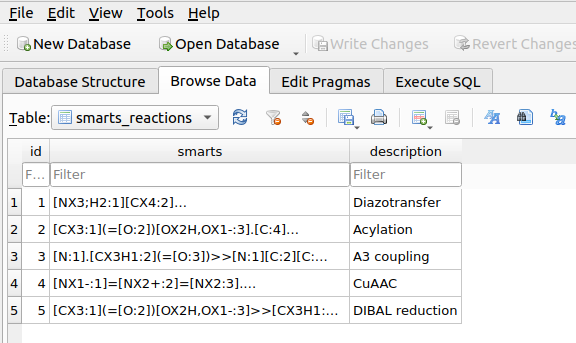 File Edit View Tools Help
New Database Open Database Write Changes Revert Changes
Database Structure Browse Data Edit Pragmas Execute SQL
Table: smarts_reactions
id smarts description
F... Filter Filter
1 1 [NX3;H2:1][CX4:2]... Diazotransfer
2 2 [CX3:1](=[O:2])[OX2H,OX1-:3].[C:4]... Acylation
3 3 [N:1].[CX3H1:2](=[O:3])>>[N:1][C:2][C:... A3 coupling
4 4 [NX1-:1]=[NX2+:2]=[NX2:3].... CuAAC
5 5 [CX3:1](=[O:2])[OX2H,OX1-:3]>>[CX3H1:... DIBAL reduction